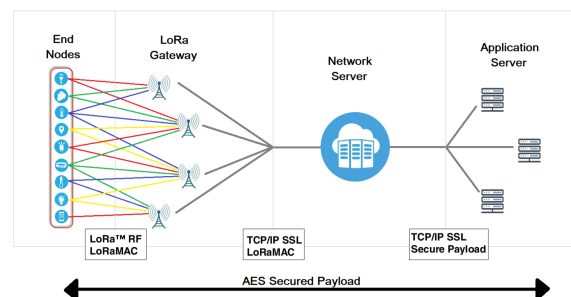 End
Nodes
LoRa
Gateway
Network
Server
Application
Server
LoRa™ RF
LoRaMAC
TCP/IP SSL
LoRaMAC
TCP/IP SSL
Secure Payload
AES Secured Payload